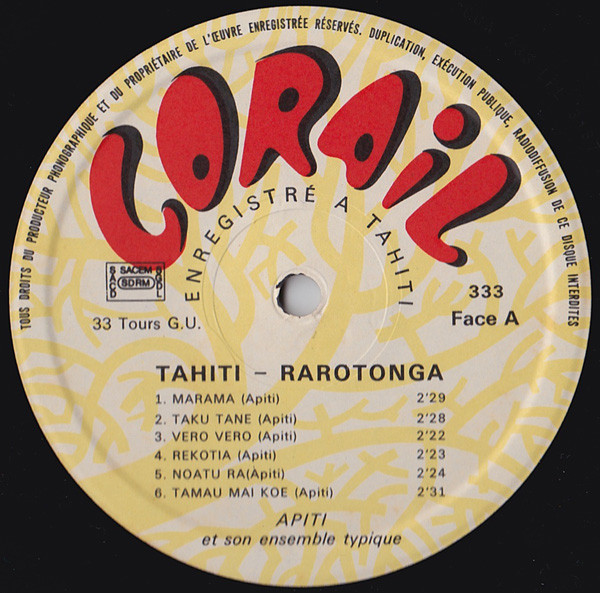 TOUS DROITS DU PRODUCTEUR PHONOGRAPHIQUE ET DU PROPRIÉTAIRE DE L'ŒUVRE ENREGISTRÉE RÉSERVÉS. DUPLICATION, EXÉCUTION PUBLIQUE, RADIODIFFUSION DE CE DISQUE INTERDITES
CORAIL
ENREGISTRÉ A TAHITI
SACEM
SACD
SDRM
SGDL
333
33 Tours G.U.
Face A
TAHITI – RAROTONGA
1. MARAMA (Apiti) 2'29
2. TAKU TANE (Apiti) 2'28
3. VERO VERO (Apiti) 2'22
4. REKOTIA (Apiti) 2'23
5. NOATU RA(Àpiti) 2'24
6. TAMAU MAI KOE (Apiti) 2'31
APITI
et son ensemble typique